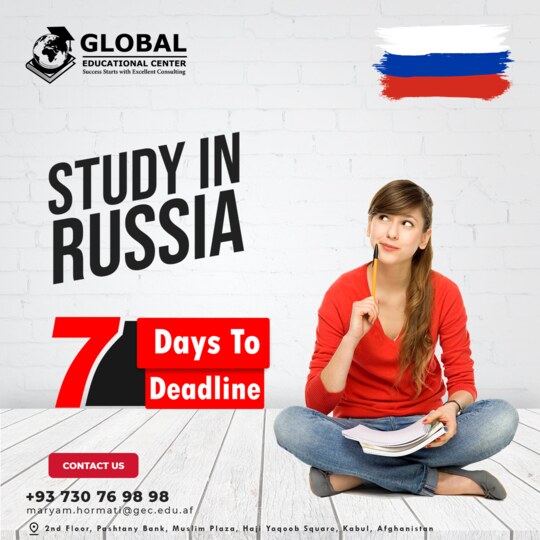 GLOBAL
EDUCATIONAL CENTER
Success Starts with Excellent Consulting
STUDY IN
RUSSIA
7 Days To
Deadline
CONTACT US
+93 730 76 98 98
maryam.hormati@gec.edu.af
2nd Floor, Pashtany Bank, Muslim Plaza, Haji Yaqoob Square, Kabul, Afghanistan